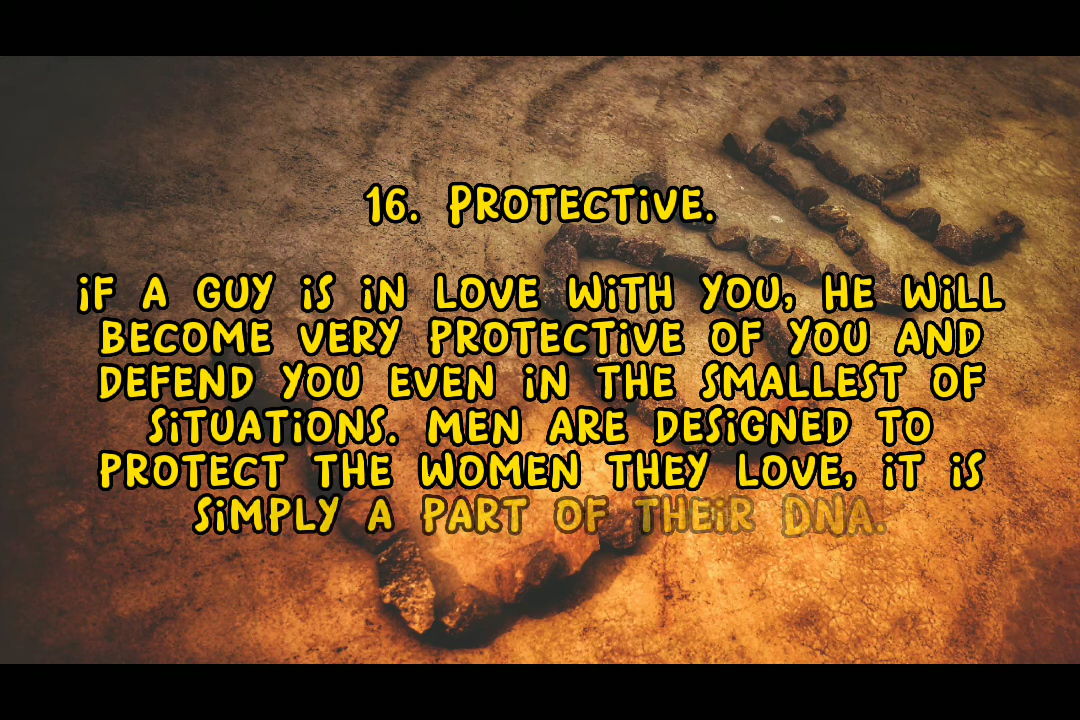 16. PROTECTIVE.
IF A GUY IS IN LOVE WITH YOU, HE WILL
BECOME VERY PROTECTIVE OF YOU AND
DEFEND YOU EVEN IN THE SMALLEST OF
SITUATIONS. MEN ARE DESIGNED TO
PROTECT THE WOMEN THEY LOVE, IT IS
SIMPLY A PART OF THEIR DNA.